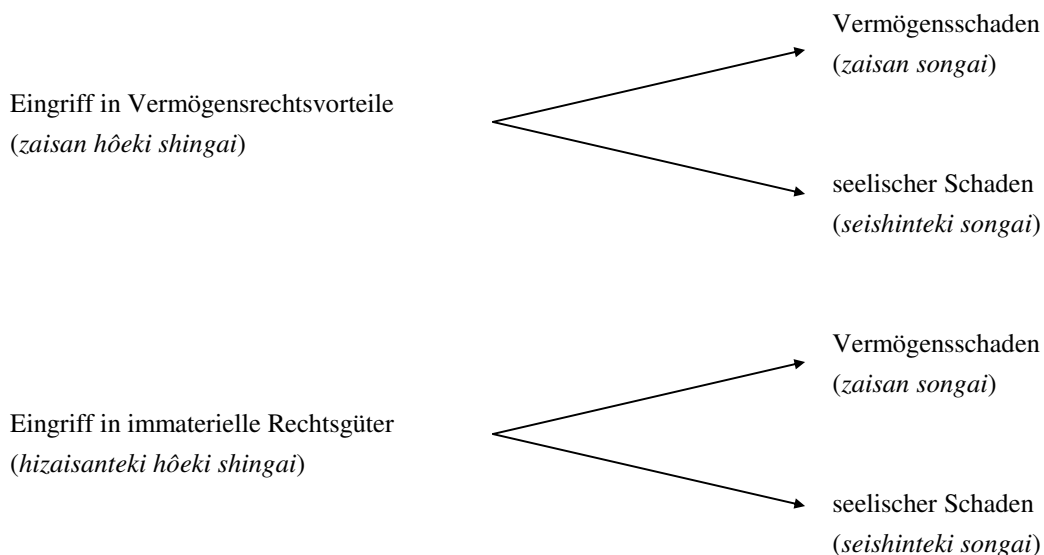 Vermögensschaden
(zaisan songai)
Eingriff in Vermögensrechtsvorteile
(zaisan hôeki shingai)
seelischer Schaden
(seishinteki songai)
Vermögensschaden
(zaisan songai)
Eingriff in immaterielle Rechtsgüter
(hizaisanteki hôeki shingai)
seelischer Schaden
(seishinteki songai)